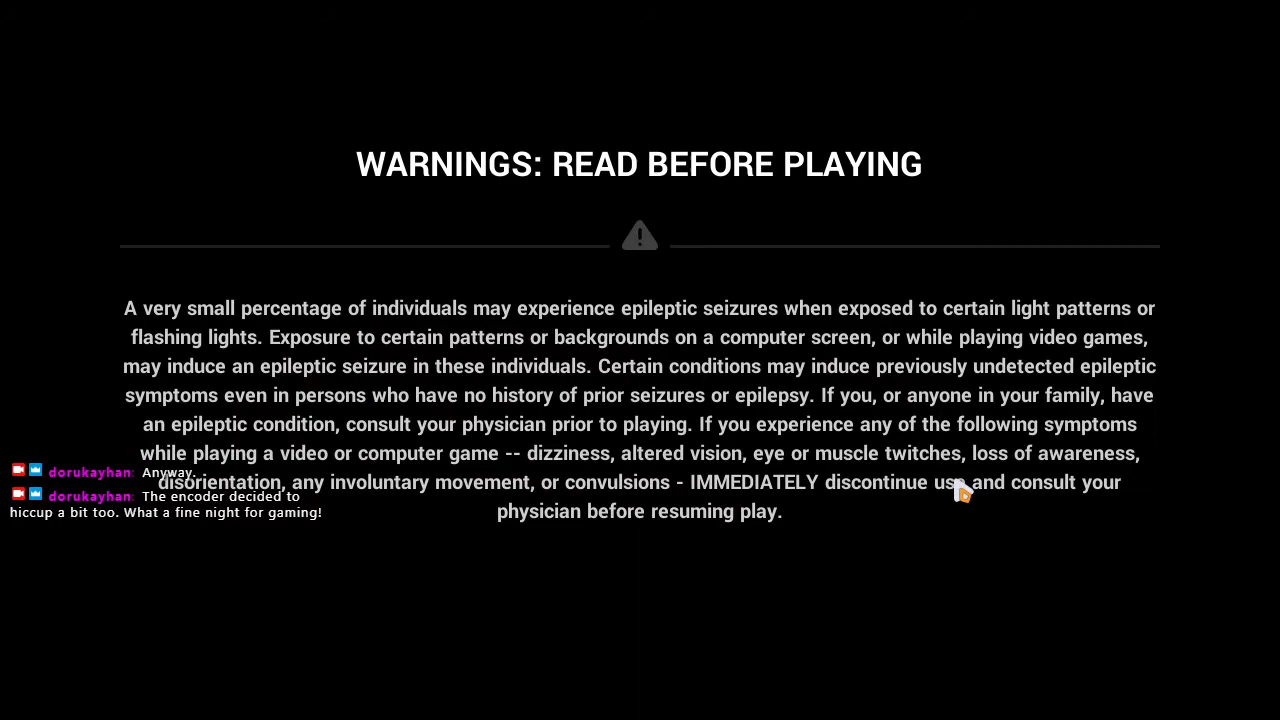 WARNINGS: READ BEFORE PLAYING
A very small percentage of individuals may experience epileptic seizures when exposed to certain light patterns or
flashing lights. Exposure to certain patterns or backgrounds on a computer screen, or while playing video games,
may induce an epileptic seizure in these individuals. Certain conditions may induce previously undetected epileptic
symptoms even in persons who have no history of prior seizures or epilepsy. If you, or anyone in your family, have
an epileptic condition, consult your physician prior to playing. If you experience any of the following symptoms
while playing a video or computer game -- dizziness, altered vision, eye or muscle twitches, loss of awareness,
disorientation, any involuntary movement, or convulsions - IMMEDIATELY discontinue use and consult your
physician before resuming play.
dorukayhan: Anyway.
dorukayhan: The encoder decided to
hiccup a bit too. What a fine night for gaming!